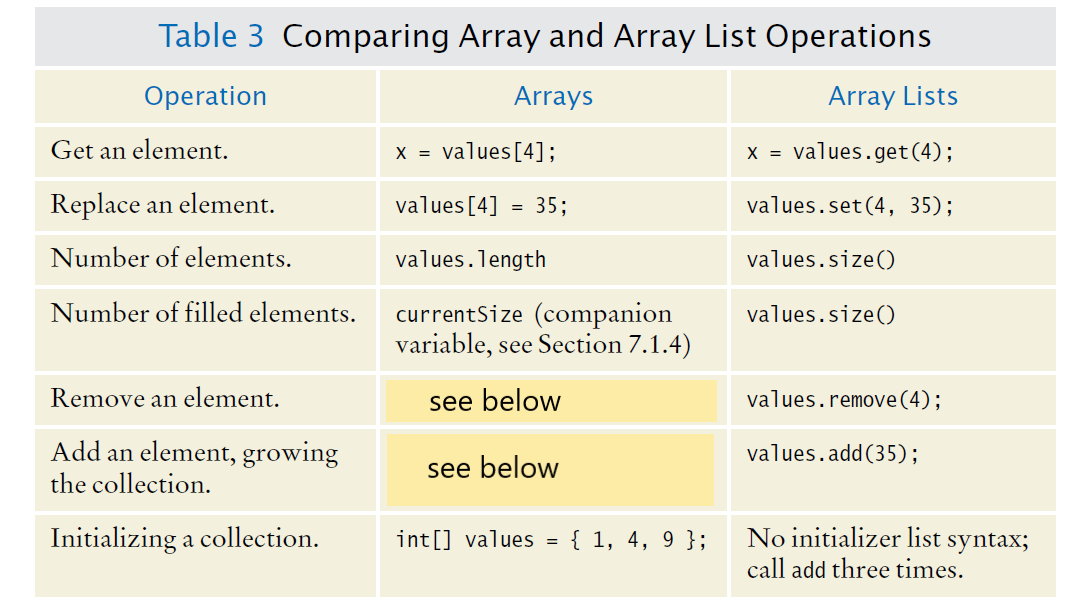 Table 3 Comparing Array and Array List Operations
Operation Arrays Array Lists
Get an element. x = values[4]; x = values.get(4);
Replace an element. values[4] = 35; values.set(4, 35);
Number of elements. values.length values.size()
Number of filled elements. currentSize (companion values.size()
variable, see Section 7.1.4)
Remove an element. see below values.remove(4);
Add an element, growing see below values.add(35);
the collection.
Initializing a collection. int[] values = { 1, 4, 9 }; No initializer list syntax;
call add three times.